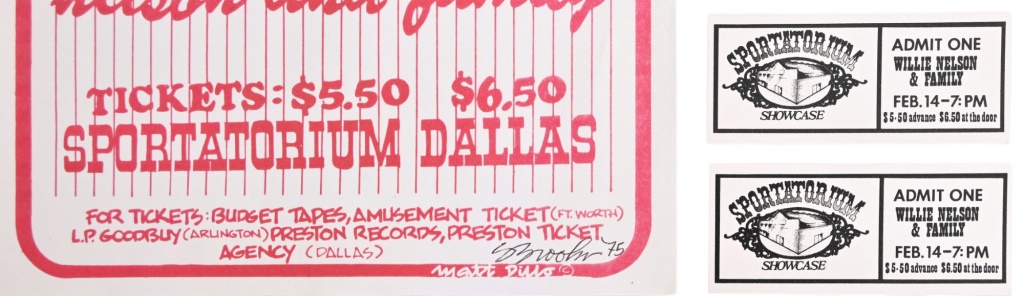 nelson and family
TICKETS: $5.50 $6.50
SPORTATORIUM DALLAS
FOR TICKETS: BUDGET TAPES, AMUSEMENT TICKET (FT. WORTH)
L.P. GOODBUY (ARLINGTON) PRESTON RECORDS, PRESTON TICKET
AGENCY (DALLAS)
75
©
SPORTATORIUM
SHOWCASE
ADMIT ONE
WILLIE NELSON
& FAMILY
FEB. 14-7: PM
$5.50 advance $6.50 at the door
SPORTATORIUM
SHOWCASE
ADMIT ONE
WILLIE NELSON
& FAMILY
FEB. 14-7: PM
$5.50 advance $6.50 at the door